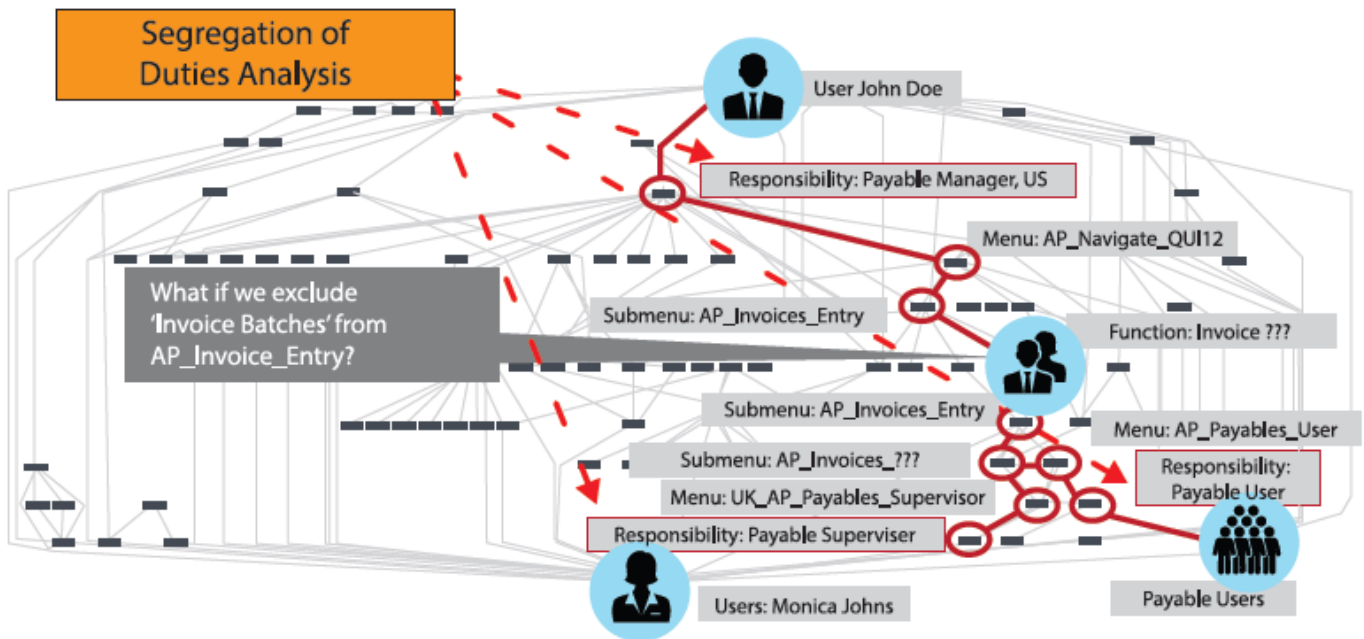 Segregation of
Duties Analysis
User John Doe
Responsibility: Payable Manager, US
Menu: AP_Navigate_QUI12
What if we exclude
‘Invoice Batches’ from
AP_Invoice_Entry?
Submenu: AP_Invoices_Entry
Function: Invoice ???
Submenu: AP_Invoices_Entry
Menu: AP_Payables_User
Submenu: AP_Invoices_???
Responsibility:
Payable User
Menu: UK_AP_Payables_Supervisor
Responsibility: Payable Superviser
Users: Monica Johns
Payable Users